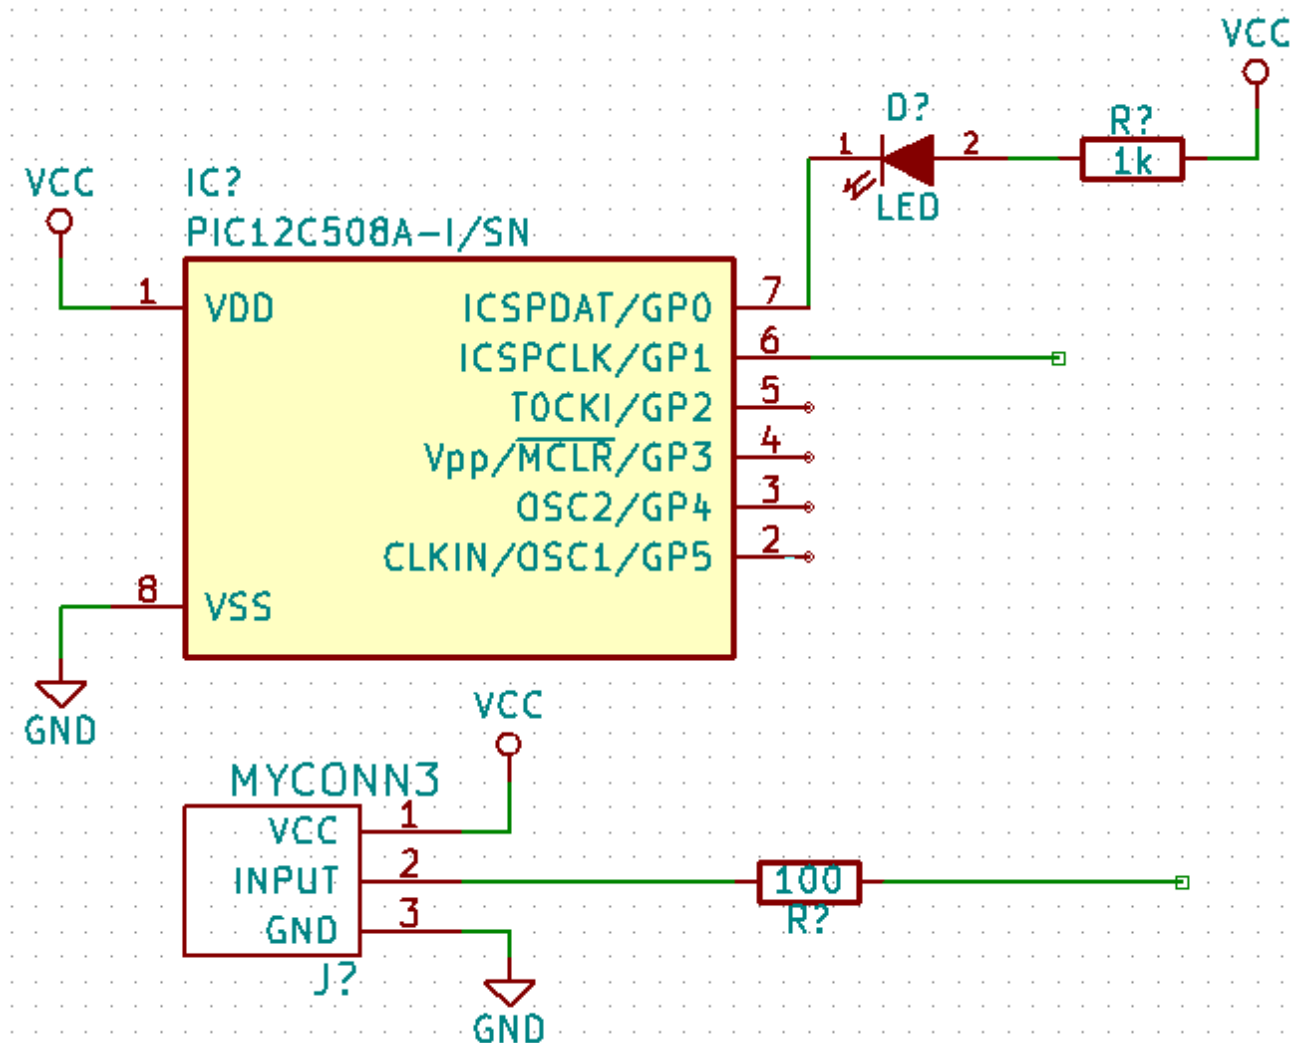 VCC
D?
R?
1
2
1k
LED
VCC
IC?
PIC12C508A-I/SN
1
VDD
ICSPDAT/GP0
7
ICSPCLK/GP1
6
T0CKI/GP2
5
Vpp/MCLR/GP3
4
OSC2/GP4
3
CLKIN/OSC1/GP5
2
8
VSS
GND
VCC
MYCONN3
VCC
1
INPUT
2
100
GND
3
R?
J?
GND